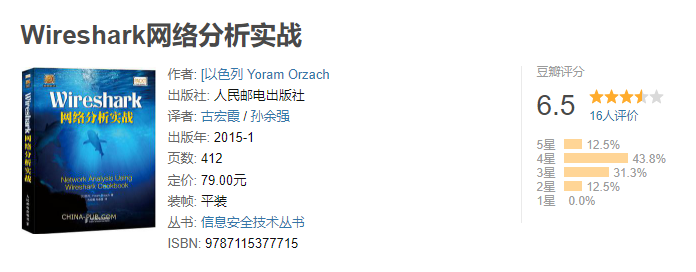 Wireshark网络分析实战
Wireshark
网络分析实战
Network Analysis Using
Wireshark Cookbook
CHINA-PUB.COM
作者: [以色列 Yoram Orzach
出版社: 人民邮电出版社
译者: 古宏霞 / 孙余强
出版年: 2015-1
页数: 412
定价: 79.00元
装帧: 平装
丛书: 信息安全技术丛书
ISBN: 9787115377715
豆瓣评分
6.5
16人评价
5星 12.5%
4星 43.8%
3星 31.3%
2星 12.5%
1星 0.0%